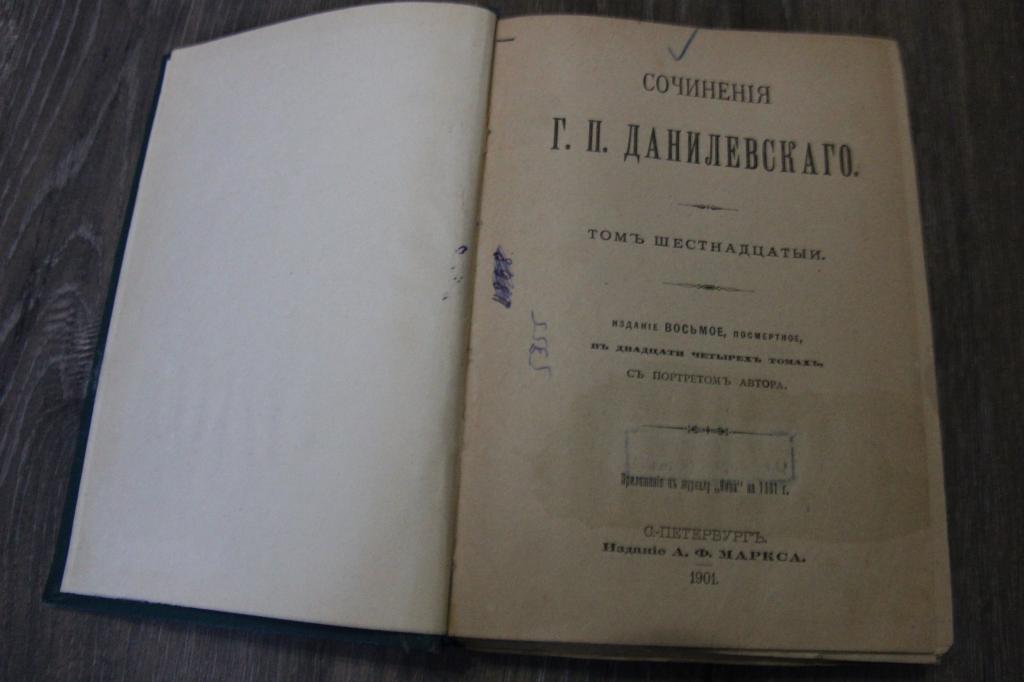 СОЧИНЕНІЯ
Г. П. ДАНИЛЕВСКАГО.
ТОМЪ ШЕСТНАДЦАТЫЙ.
ИЗДАНІЕ ВОСЬМОЕ, ПОСМЕРТНОЕ,
ВЪ ДВАДЦАТИ ЧЕТЫРЕХЪ ТОМАХЪ,
СЪ ПОРТРЕТОМЪ АВТОРА.
5355
Приложеніе къ журналу „Нива" на 1901 г.
С.-ПЕТЕРБУРГЪ.
Изданіе А. Ф. МАРКСА.
1901.